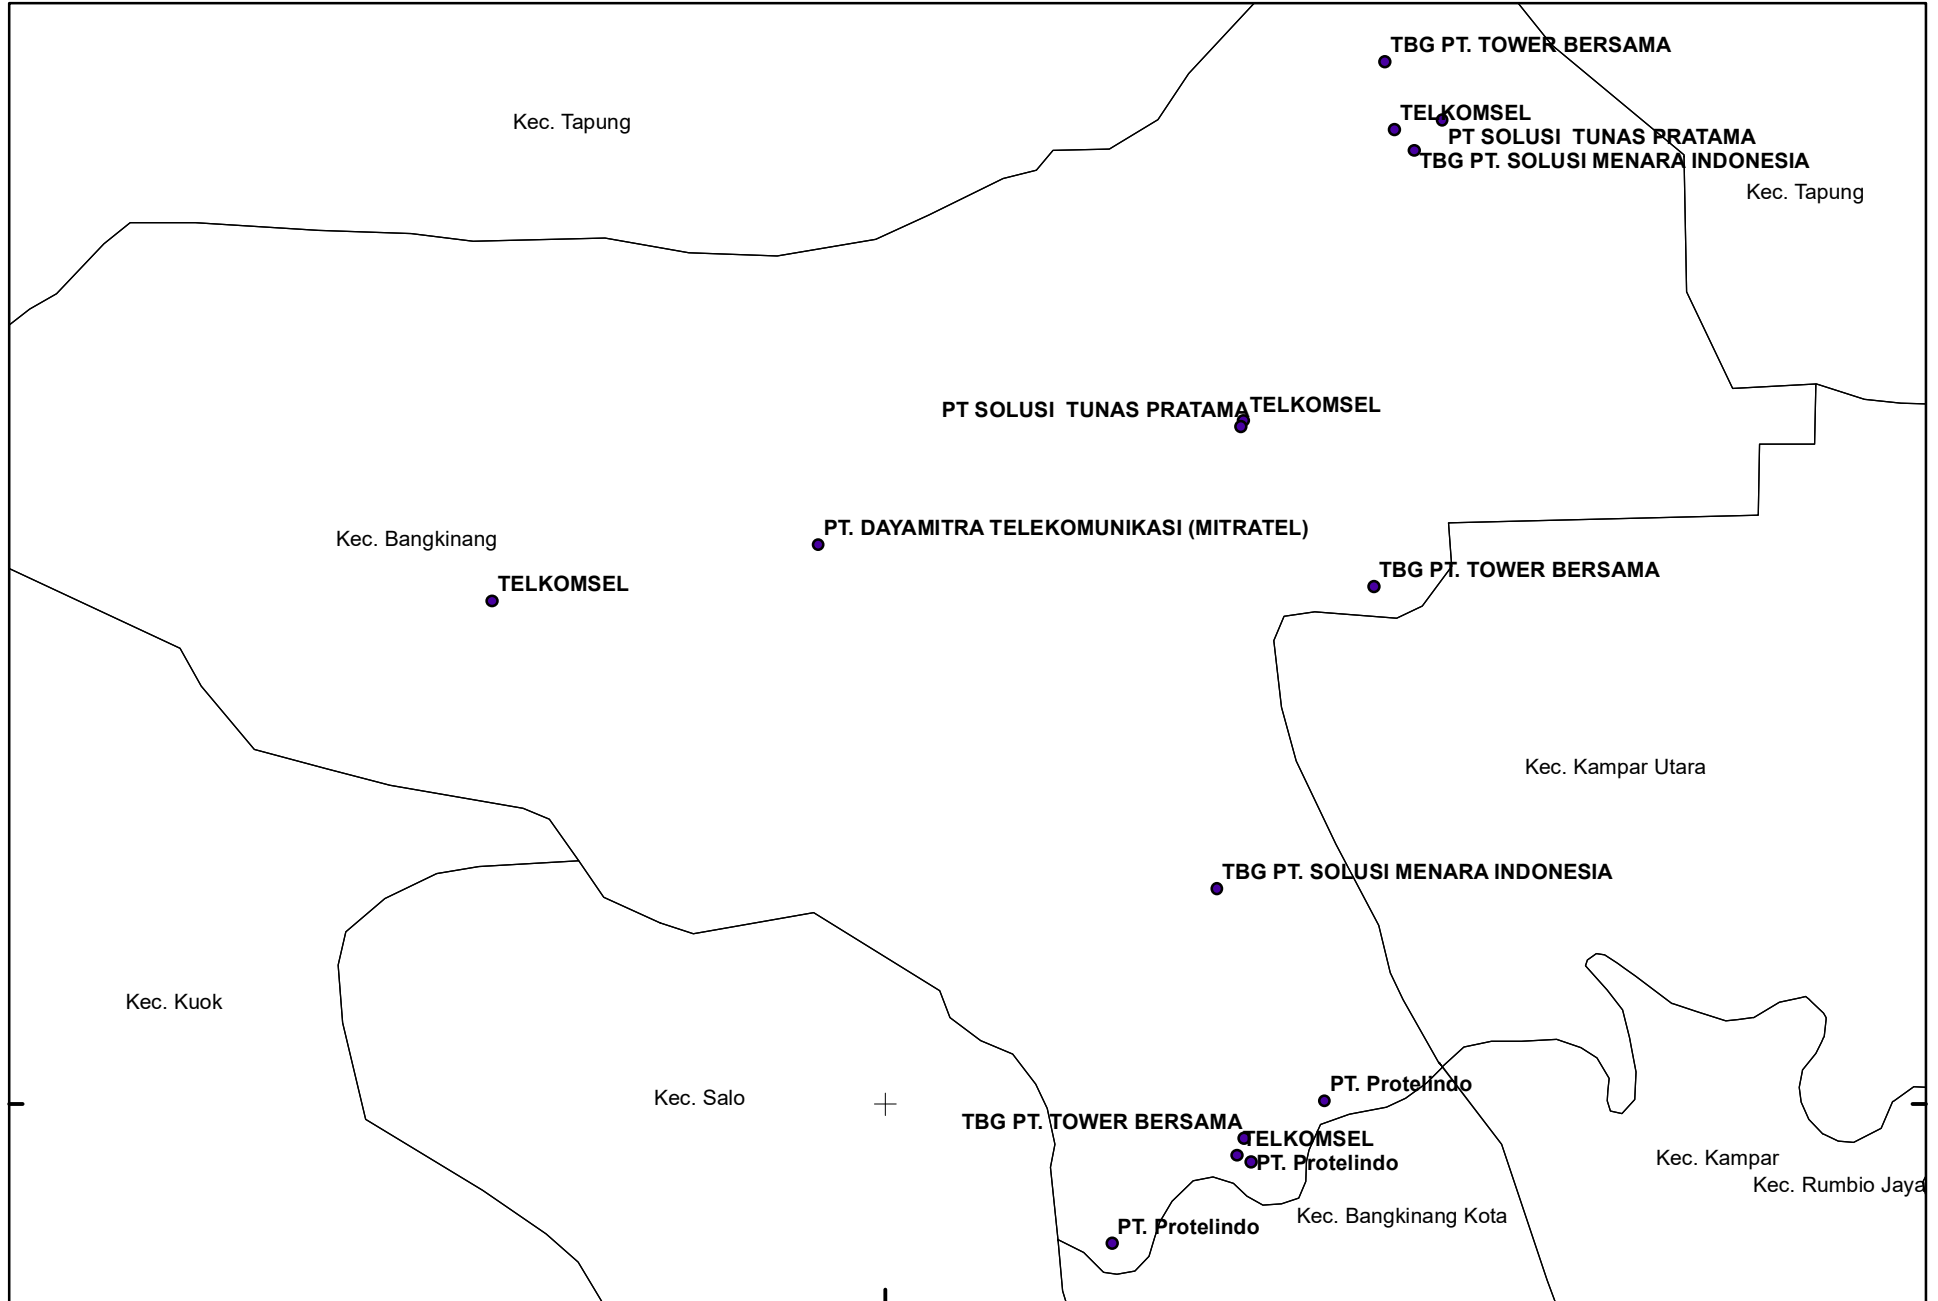 TBG PT. TOWER BERSAMA
TELKOMSEL
Kec. Tapung
PT SOLUSI  TUNAS PRATAMA
TBG PT. SOLUSI MENARA INDONESIA
Kec. Tapung
PT SOLUSI  TUNAS PRATAMA
TELKOMSEL
PT. DAYAMITRA TELEKOMUNIKASI (MITRATEL)
Kec. Bangkinang
TBG PT. TOWER BERSAMA
TELKOMSEL
Kec. Kampar Utara
TBG PT. SOLUSI MENARA INDONESIA
Kec. Kuok
PT. Protelindo
Kec. Salo
TBG PT. TOWER BERSAMA
TELKOMSEL
PT. Protelindo
Kec. Kampar
Kec. Rumbio Jaya
Kec. Bangkinang Kota
PT. Protelindo